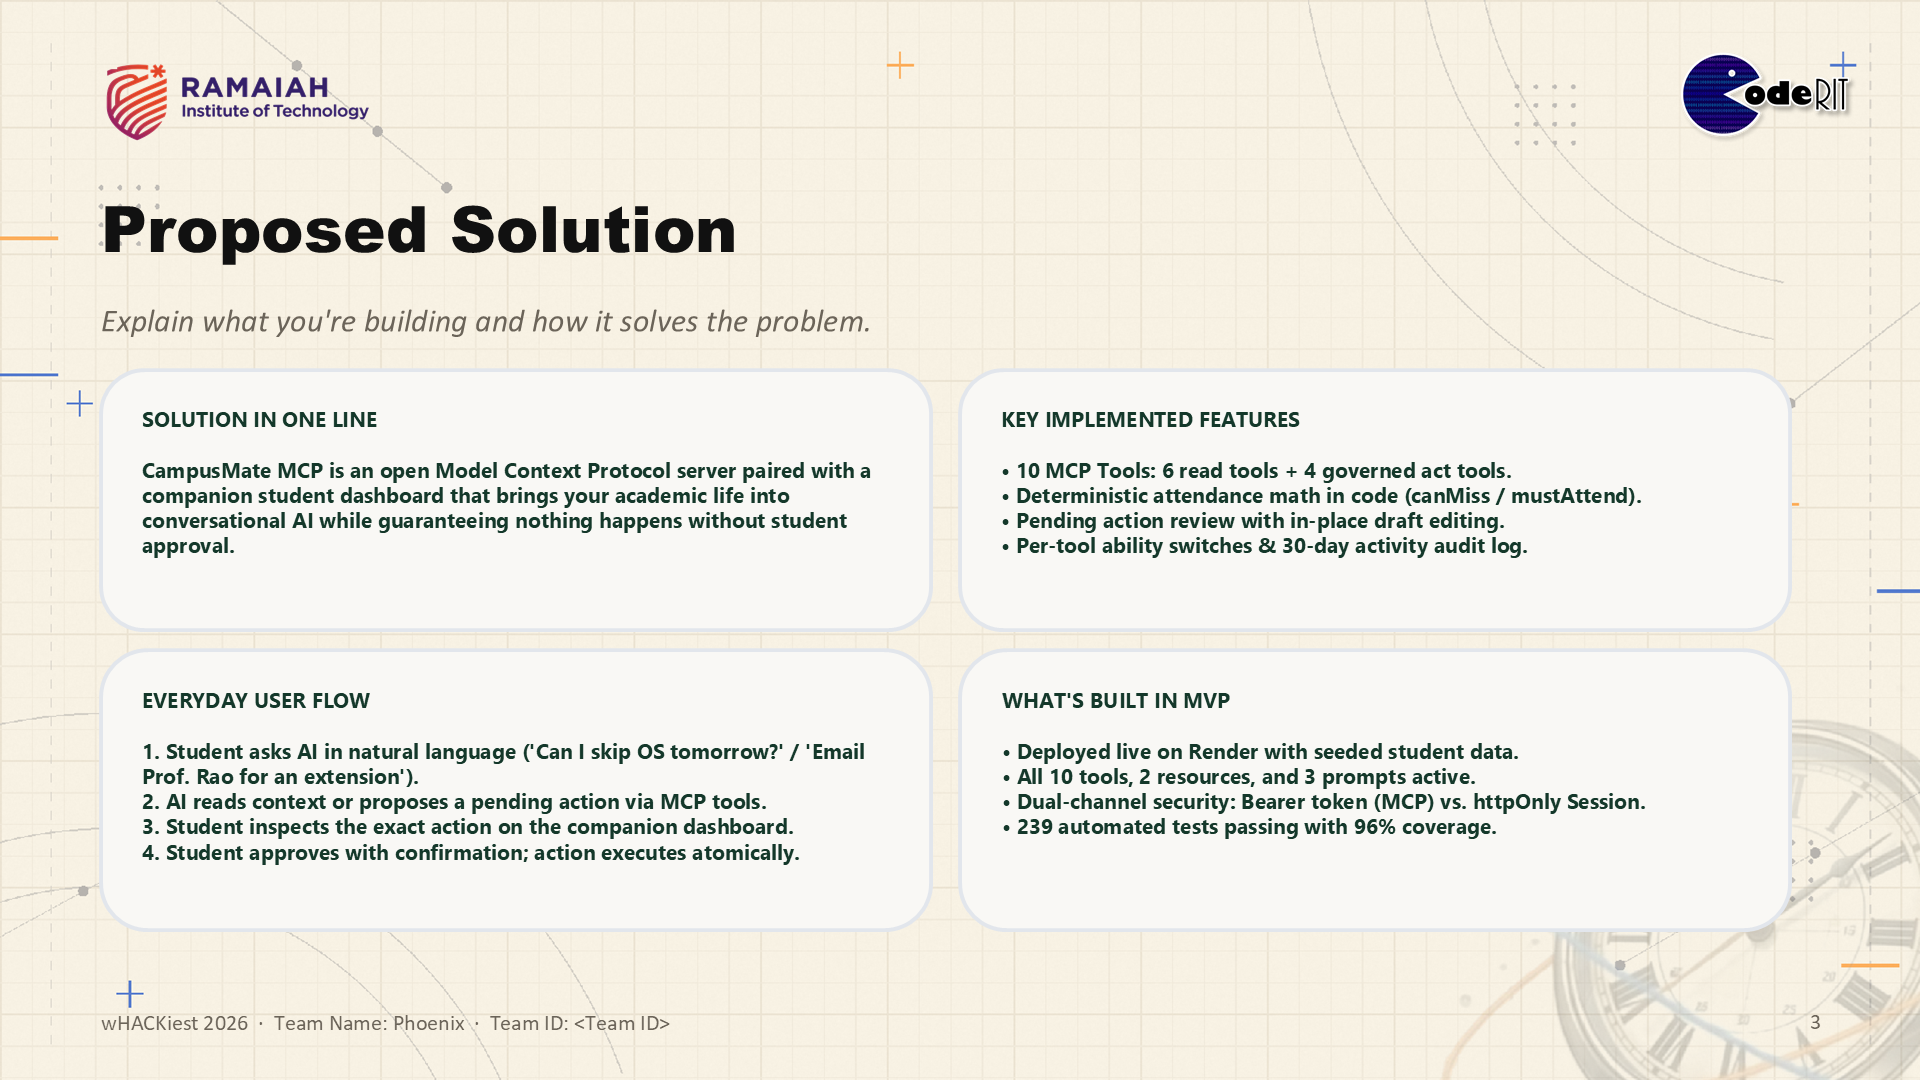 RAMAIAH
Institute of Technology
odeRIT
Proposed Solution
Explain what you're building and how it solves the problem.
SOLUTION IN ONE LINE
CampusMate MCP is an open Model Context Protocol server paired with a
companion student dashboard that brings your academic life into
conversational AI while guaranteeing nothing happens without student
approval.
KEY IMPLEMENTED FEATURES
• 10 MCP Tools: 6 read tools + 4 governed act tools.
• Deterministic attendance math in code (canMiss / mustAttend).
• Pending action review with in-place draft editing.
• Per-tool ability switches & 30-day activity audit log.
EVERYDAY USER FLOW
1. Student asks AI in natural language ('Can I skip OS tomorrow?' / 'Email
Prof. Rao for an extension').
2. AI reads context or proposes a pending action via MCP tools.
3. Student inspects the exact action on the companion dashboard.
4. Student approves with confirmation; action executes atomically.
WHAT'S BUILT IN MVP
• Deployed live on Render with seeded student data.
• All 10 tools, 2 resources, and 3 prompts active.
• Dual-channel security: Bearer token (MCP) vs. httpOnly Session.
• 239 automated tests passing with 96% coverage.
wHACKiest 2026 · Team Name: Phoenix · Team ID: <Team ID>
3